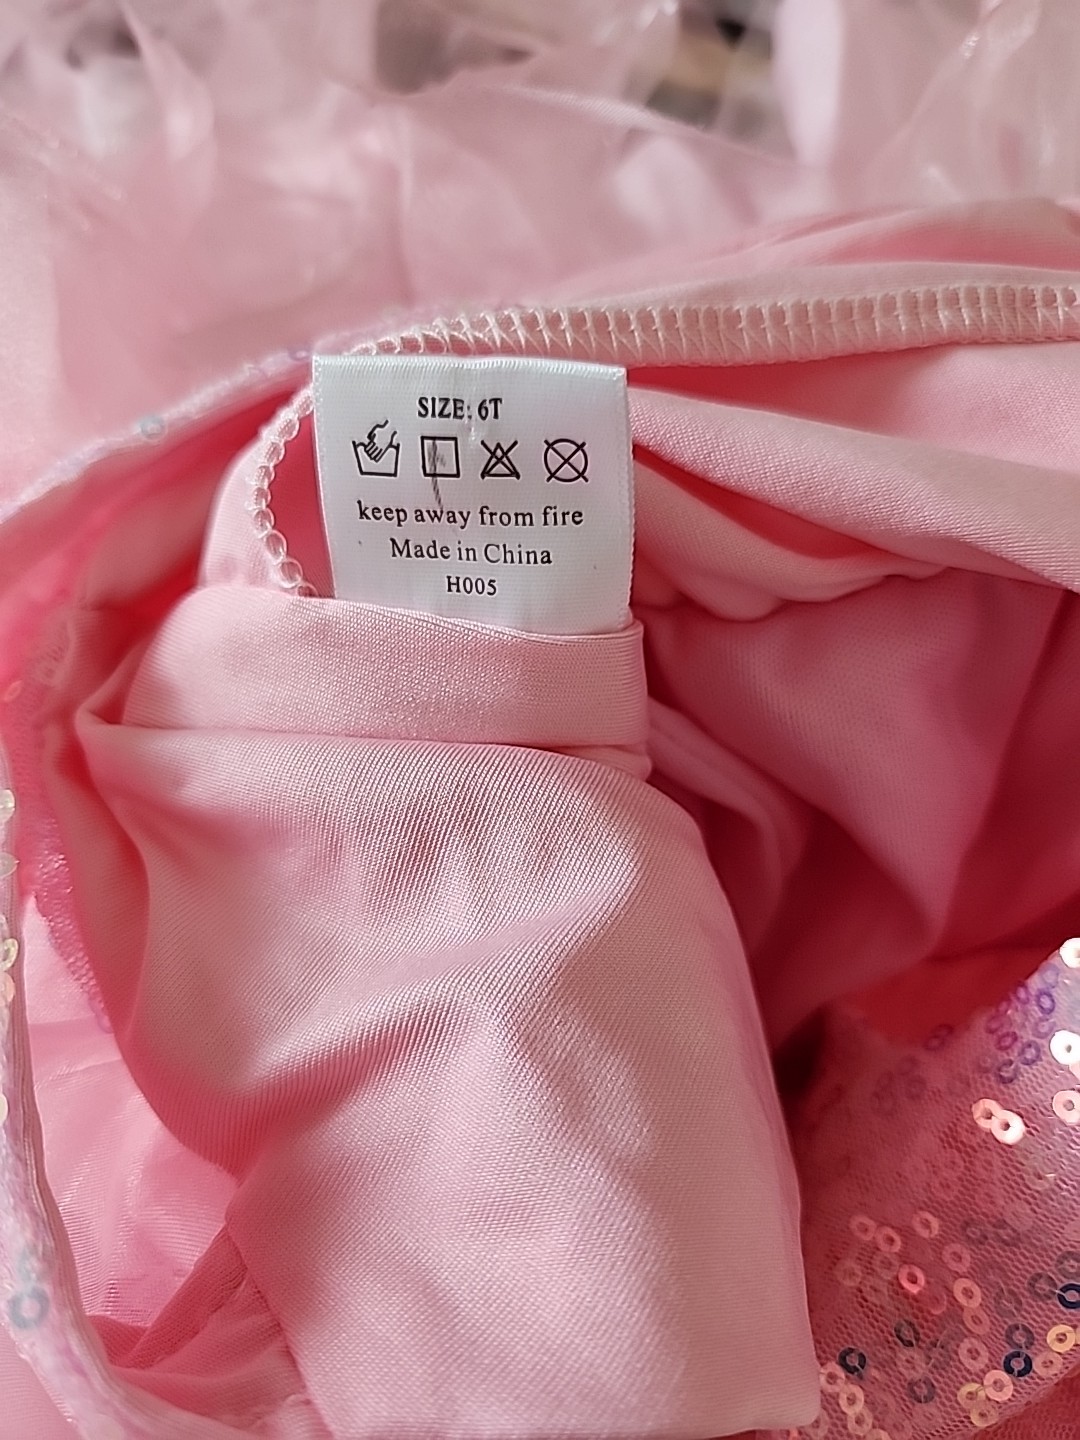 SIZE: 6T
keep away from fire
Made in China
H005